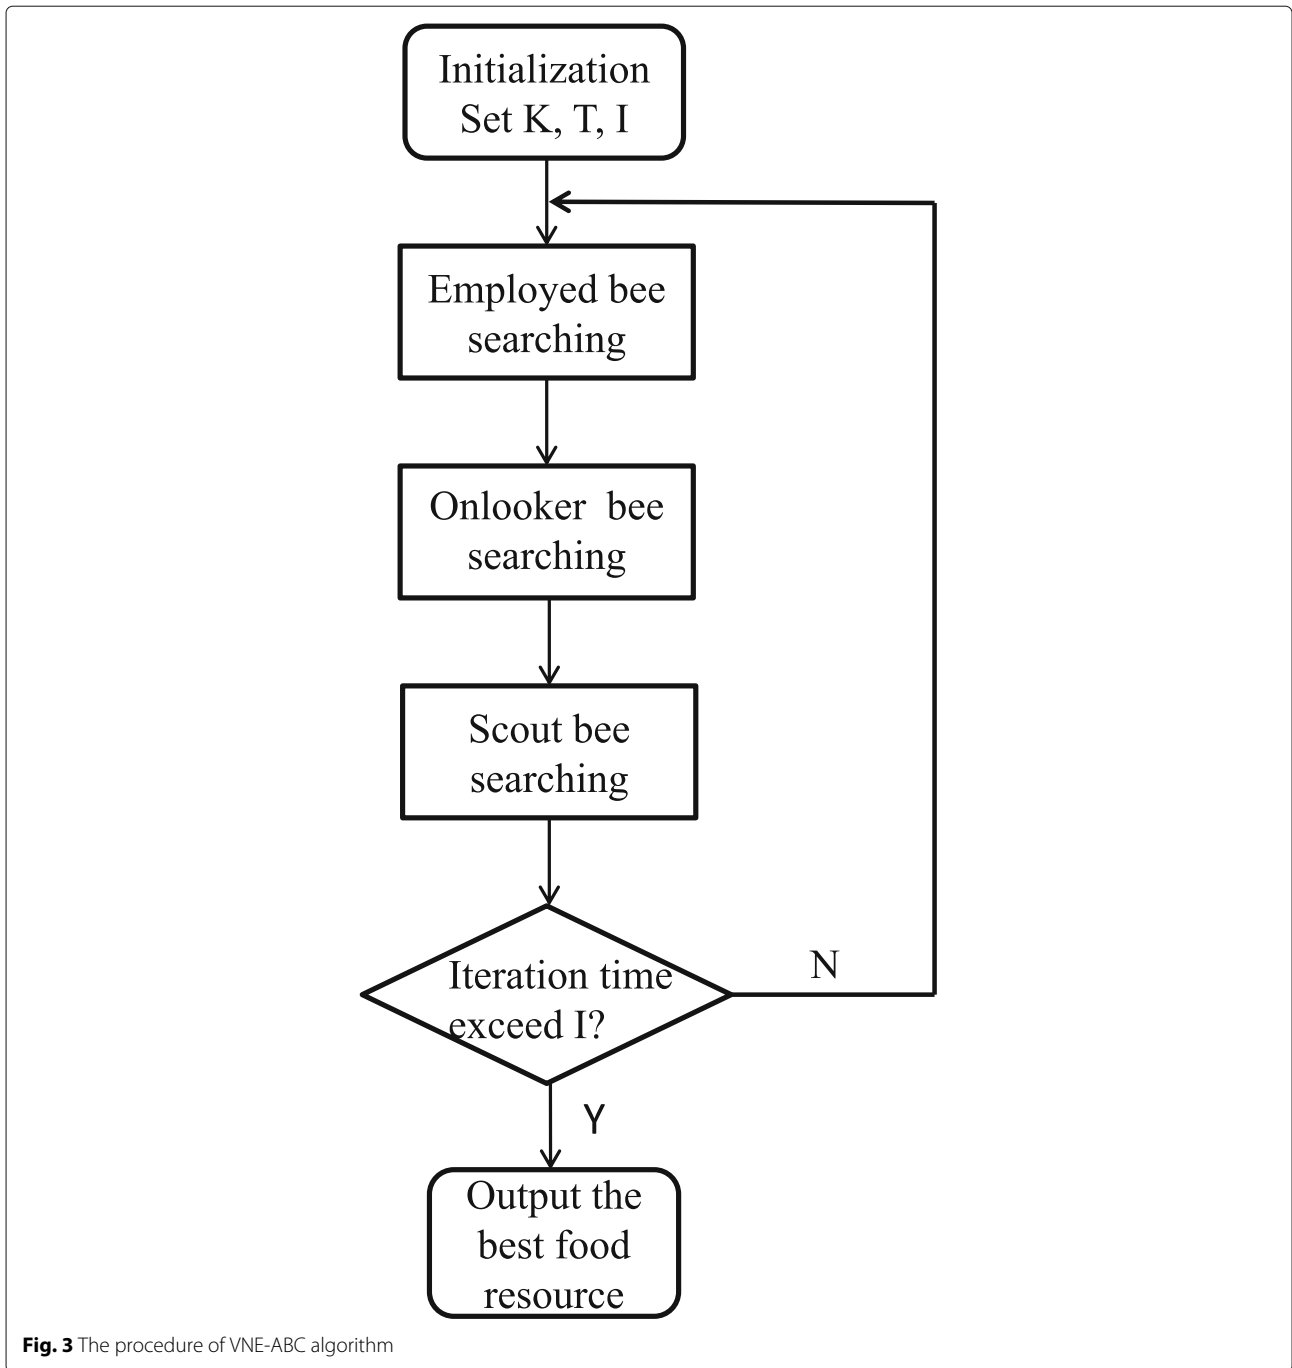 Initialization
Set K, T, I
Employed bee
searching
Onlooker bee
searching
Scout bee
searching
Iteration time
exceed I?
N
Y
Output the
best food
resource
Fig. 3 The procedure of VNE-ABC algorithm